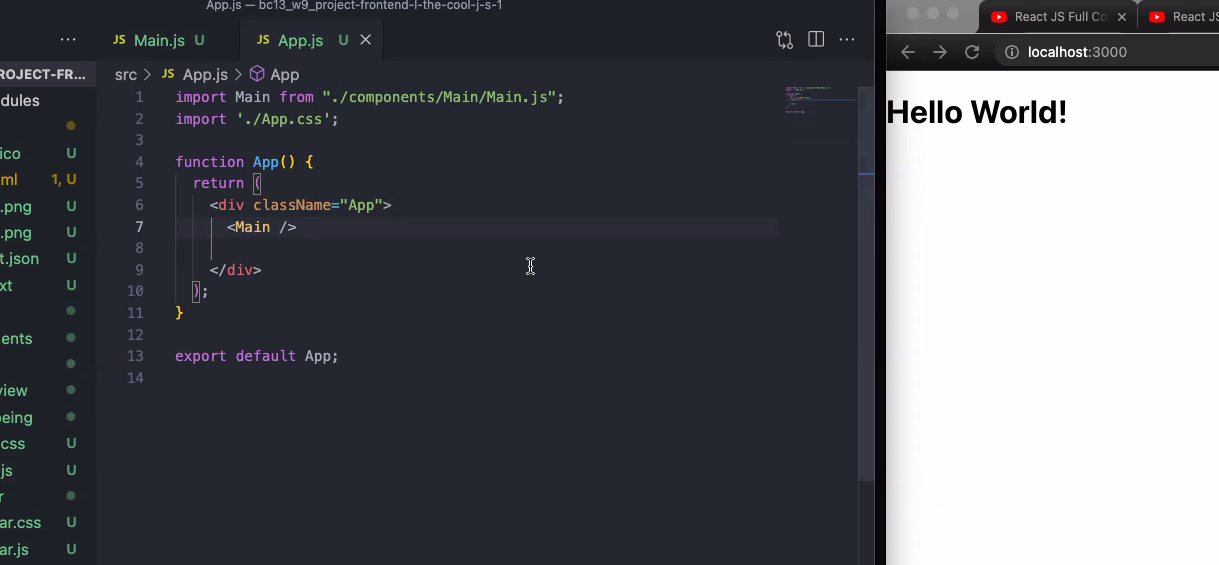 App.js — bc13_w9_project-frontend-l-the-cool-j-s-1
JS Main.js U
JS App.js U
src > JS App.js > App
ROJECT-FR...
dules
ico U
ml 1, U
.png U
.png U
t.json U
xt U
ents
view
being
css U
js U
r
ar.css U
ar.js U
1 import Main from "./components/Main/Main.js";
2 import './App.css';
3
4 function App() {
5 return (
6 <div className="App">
7 <Main />
8
9 </div>
10 );
11 }
12
13 export default App;
14
React JS Full Co
React JS
localhost:3000
Hello World!